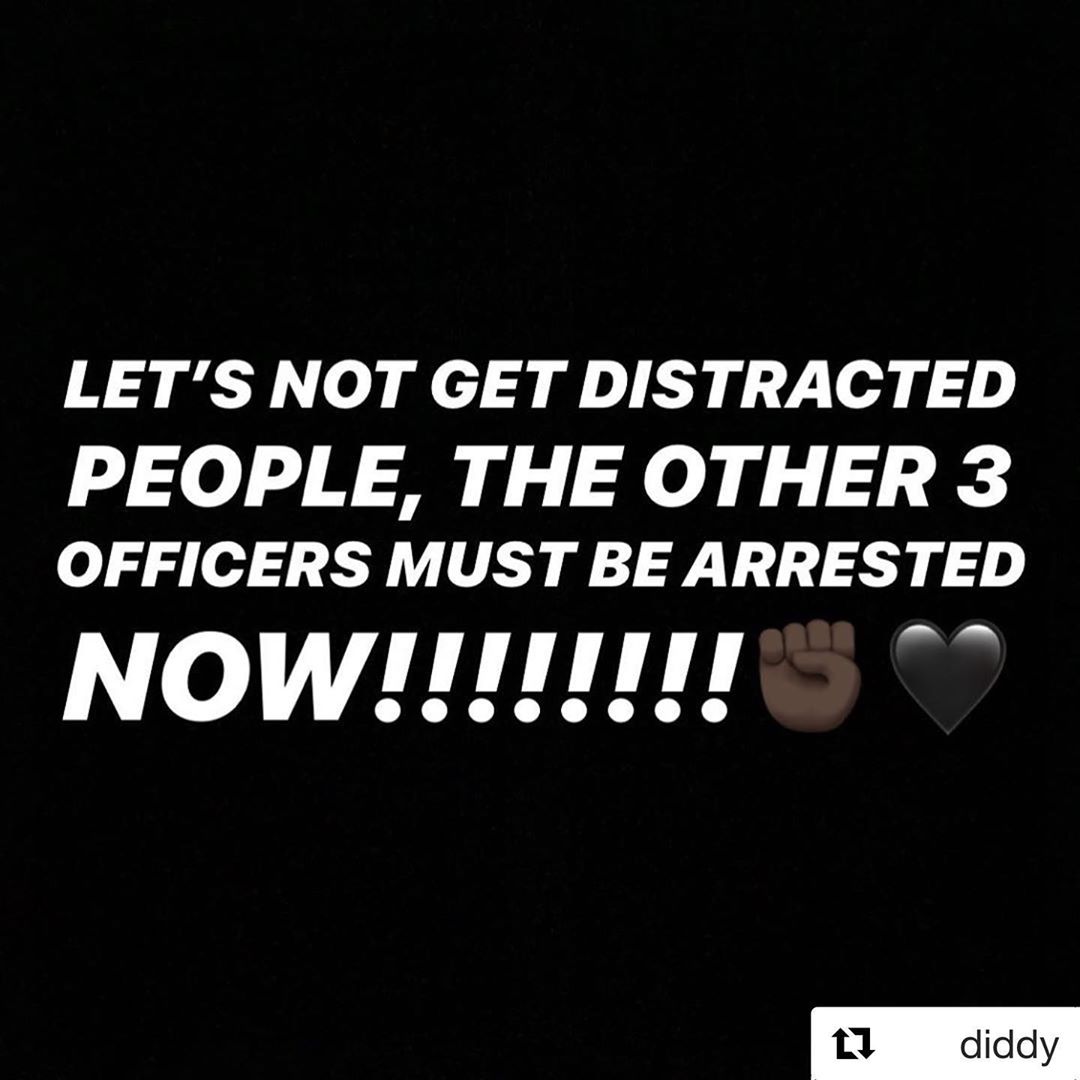 LET’S NOT GET DISTRACTED
PEOPLE, THE OTHER 3
OFFICERS MUST BE ARRESTED
NOW!!!!!!!!✊🏿🖤
diddy